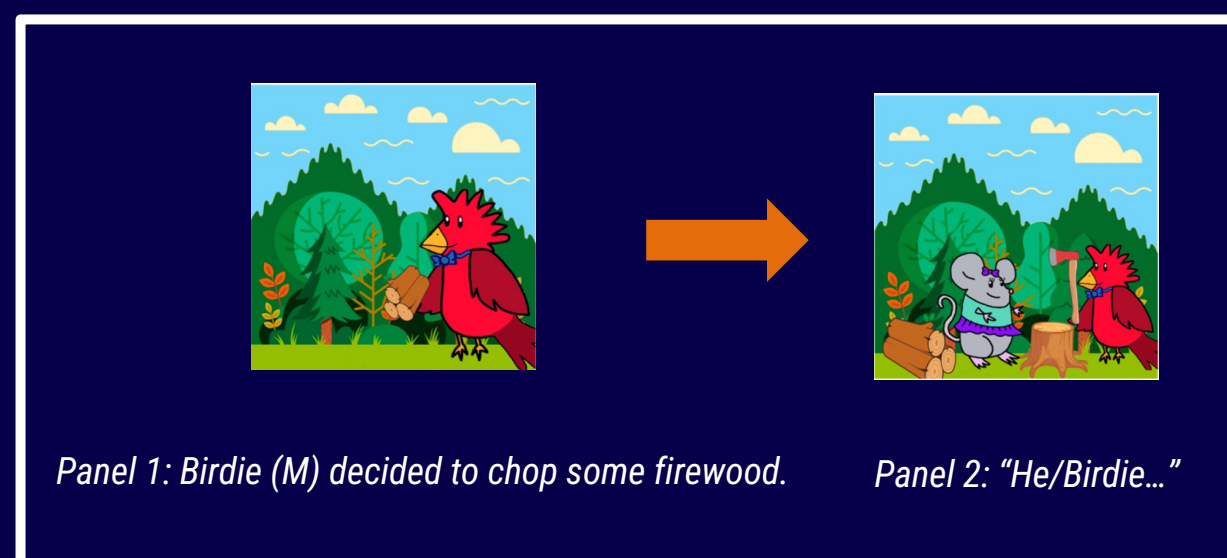 Panel 1: Birdie (M) decided to chop some firewood.
Panel 2: “He/Birdie…”